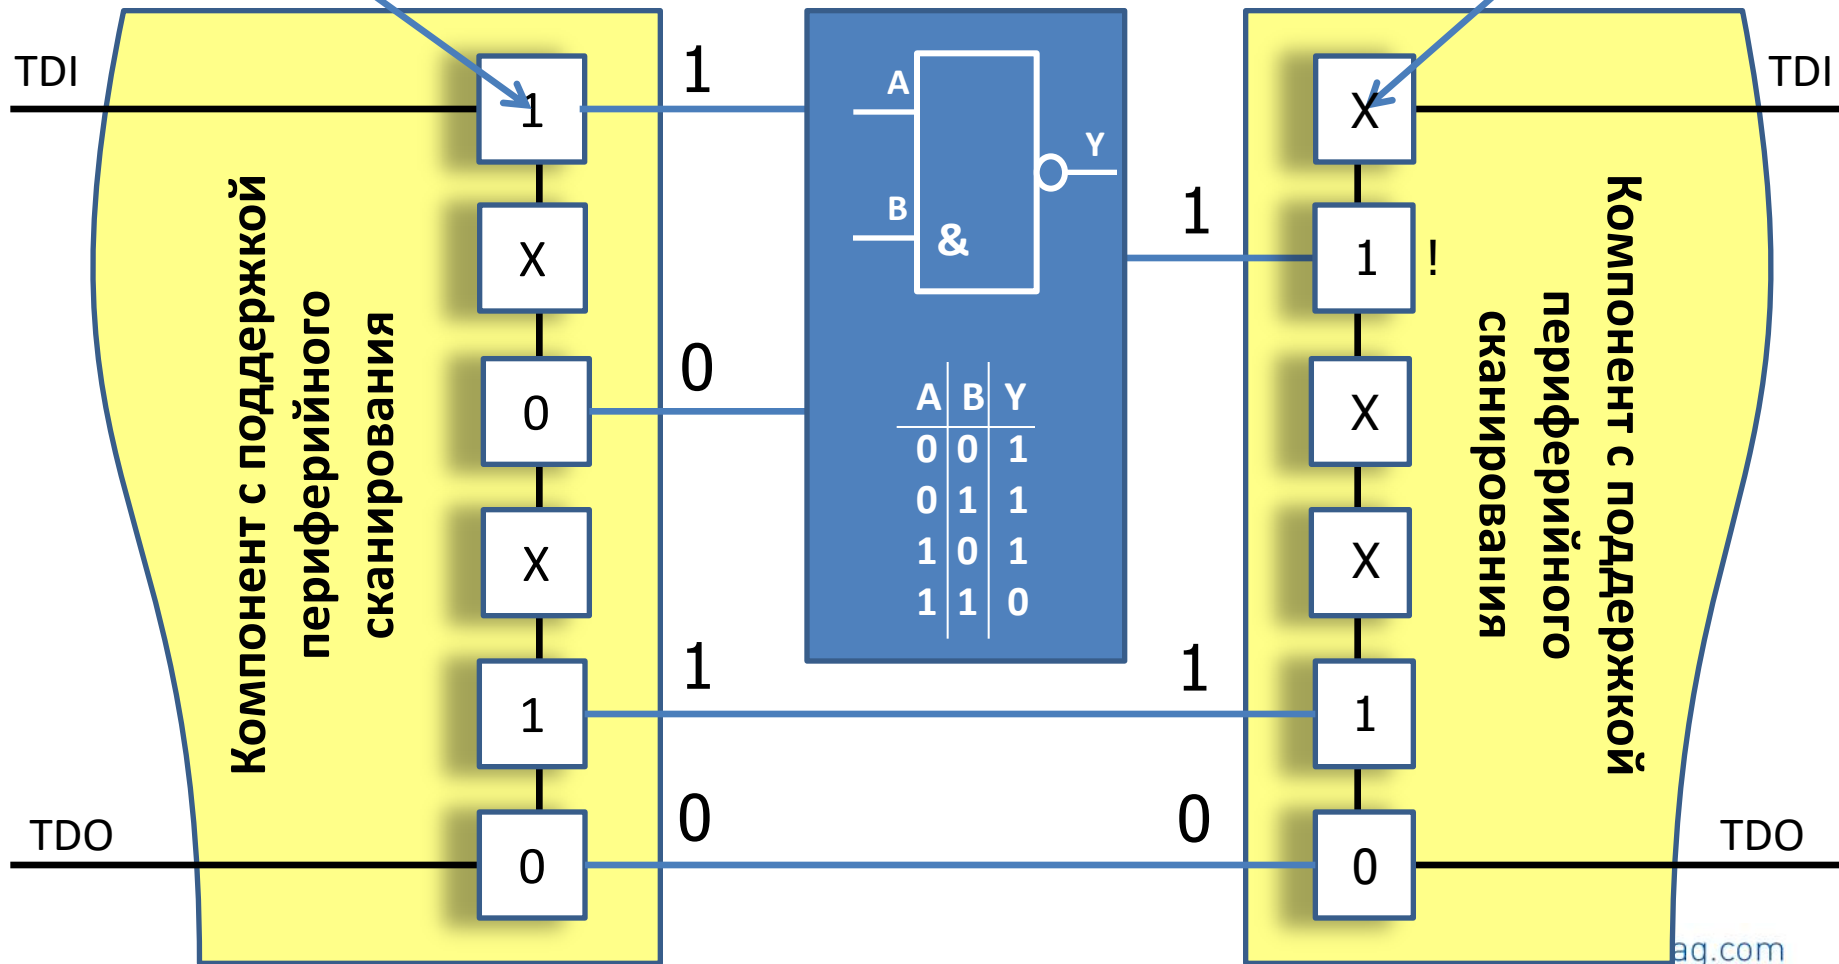 TDI
1
X
0
X
1
0
TDO
Компонент с поддержкой
периферийного
сканирования
1
0
1
0
A
B
&
Y
A B Y
0 0 1
0 1 1
1 0 1
1 1 0
1
1
0
X
1 !
X
X
1
0
Компонент с поддержкой
периферийного
сканирования
TDI
TDO
aq.com